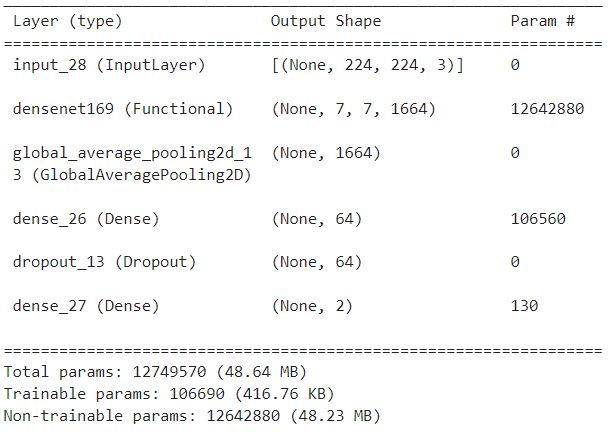 Layer (type) Output Shape Param #
input_28 (InputLayer) [(None, 224, 224, 3)] 0
densenet169 (Functional) (None, 7, 7, 1664) 12642880
global_average_pooling2d_1 (None, 1664) 0
3 (GlobalAveragePooling2D)
dense_26 (Dense) (None, 64) 106560
dropout_13 (Dropout) (None, 64) 0
dense_27 (Dense) (None, 2) 130
Total params: 12749570 (48.64 MB)
Trainable params: 106690 (416.76 KB)
Non-trainable params: 12642880 (48.23 MB)